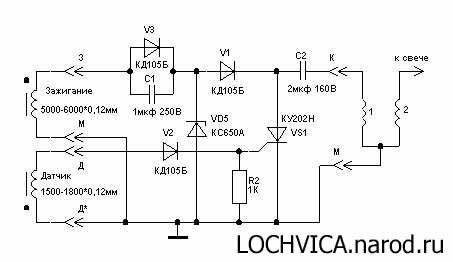 V3
КД105Б
З
V1
C2
К
к свече
C1
КД105Б
1мкф 250В
2мкф 160В
Зажигание
5000-6000*0,12мм
М
V2
VD5
КС650А
КУ202Н
VS1
1
2
Д
КД105Б
М
Датчик
1500-1800*0,12мм
R2
1К
Д*
LOCHVICA.narod.ru